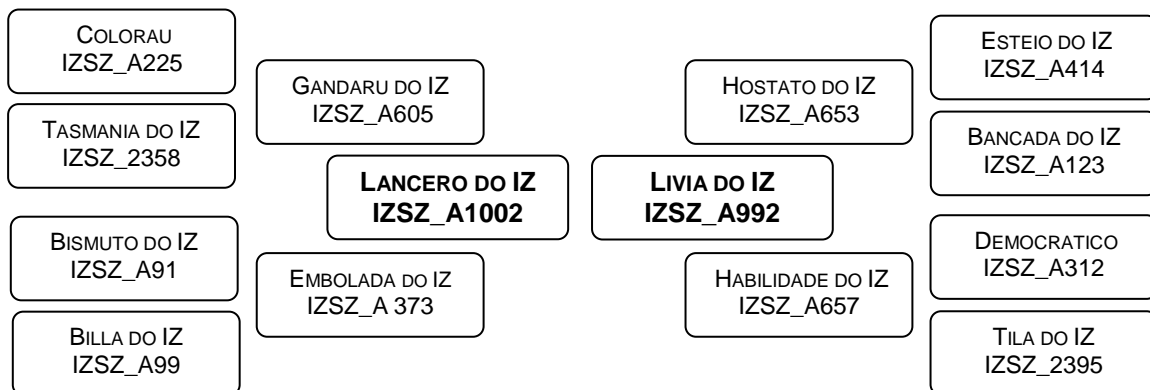 COLORAU
IZSZ_A225
TASMANIA DO IZ
IZSZ_2358
BISMUTO DO IZ
IZSZ_A91
BILLA DO IZ
IZSZ_A99
GANDARU DO IZ
IZSZ_A605
EMBOLADA DO IZ
IZSZ_A 373
LANCERO DO IZ
IZSZ_A1002
LIVIA DO IZ
IZSZ_A992
HOSTATO DO IZ
IZSZ_A653
HABILIDADE DO IZ
IZSZ_A657
ESTEIO DO IZ
IZSZ_A414
BANCADA DO IZ
IZSZ_A123
DEMOCRATICO
IZSZ_A312
TILA DO IZ
IZSZ_2395